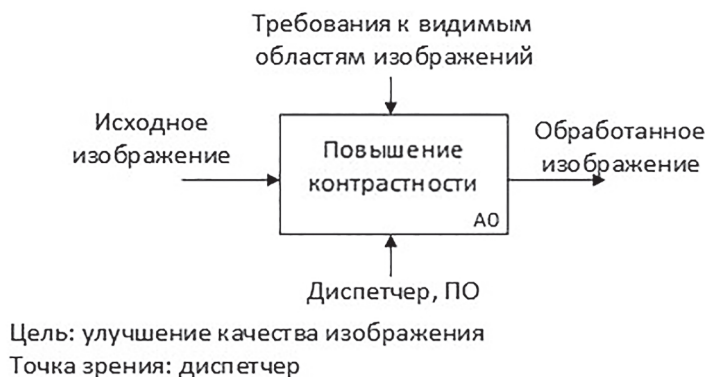 Требования к видимым
областям изображений
Исходное
изображение
Повышение
контрастности
А0
Обработанное
изображение
Диспетчер, ПО
Цель: улучшение качества изображения
Точка зрения: диспетчер